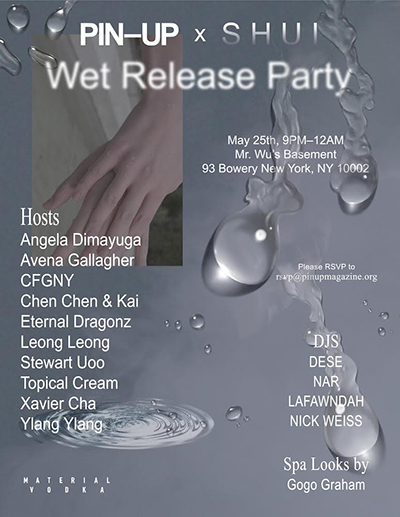 PIN–UP x SHUI
Wet Release Party
May 25th, 9PM–12AM
Mr. Wu's Basement
93 Bowery New York, NY 10002
Hosts
Angela Dimayuga
Avena Gallagher
CFGNY
Chen Chen & Kai
Eternal Dragonz
Leong Leong
Stewart Uoo
Topical Cream
Xavier Cha
Ylang Ylang
Please RSVP to
rsvp@pinupmagazine.org
DJS
DESE
NAR
LAFAWNDAH
NICK WEISS
Spa Looks by
Gogo Graham
MATERIAL
VODKA